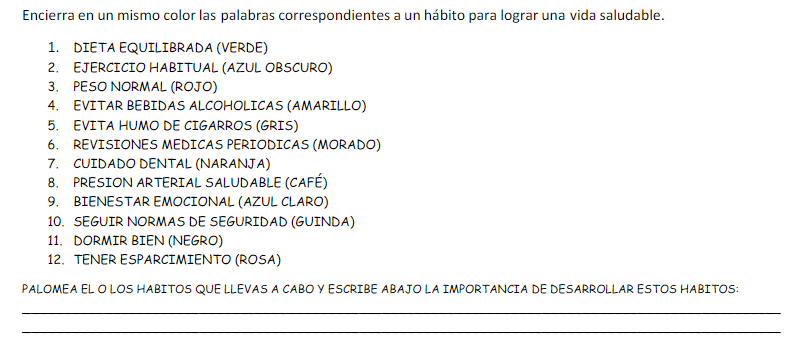 Encierra en un mismo color las palabras correspondientes a un hábito para lograr una vida saludable.
1. DIETA EQUILIBRADA (VERDE)
2. EJERCICIO HABITUAL (AZUL OBSCURO)
3. PESO NORMAL (ROJO)
4. EVITAR BEBIDAS ALCOHOLICAS (AMARILLO)
5. EVITA HUMO DE CIGARROS (GRIS)
6. REVISIONES MEDICAS PERIODICAS (MORADO)
7. CUIDADO DENTAL (NARANJA)
8. PRESION ARTERIAL SALUDABLE (CAFÉ)
9. BIENESTAR EMOCIONAL (AZUL CLARO)
10. SEGUIR NORMAS DE SEGURIDAD (GUINDA)
11. DORMIR BIEN (NEGRO)
12. TENER ESPARCIMIENTO (ROSA)
PALOMEA EL O LOS HABITOS QUE LLEVAS A CABO Y ESCRIBE ABAJO LA IMPORTANCIA DE DESARROLLAR ESTOS HABITOS: